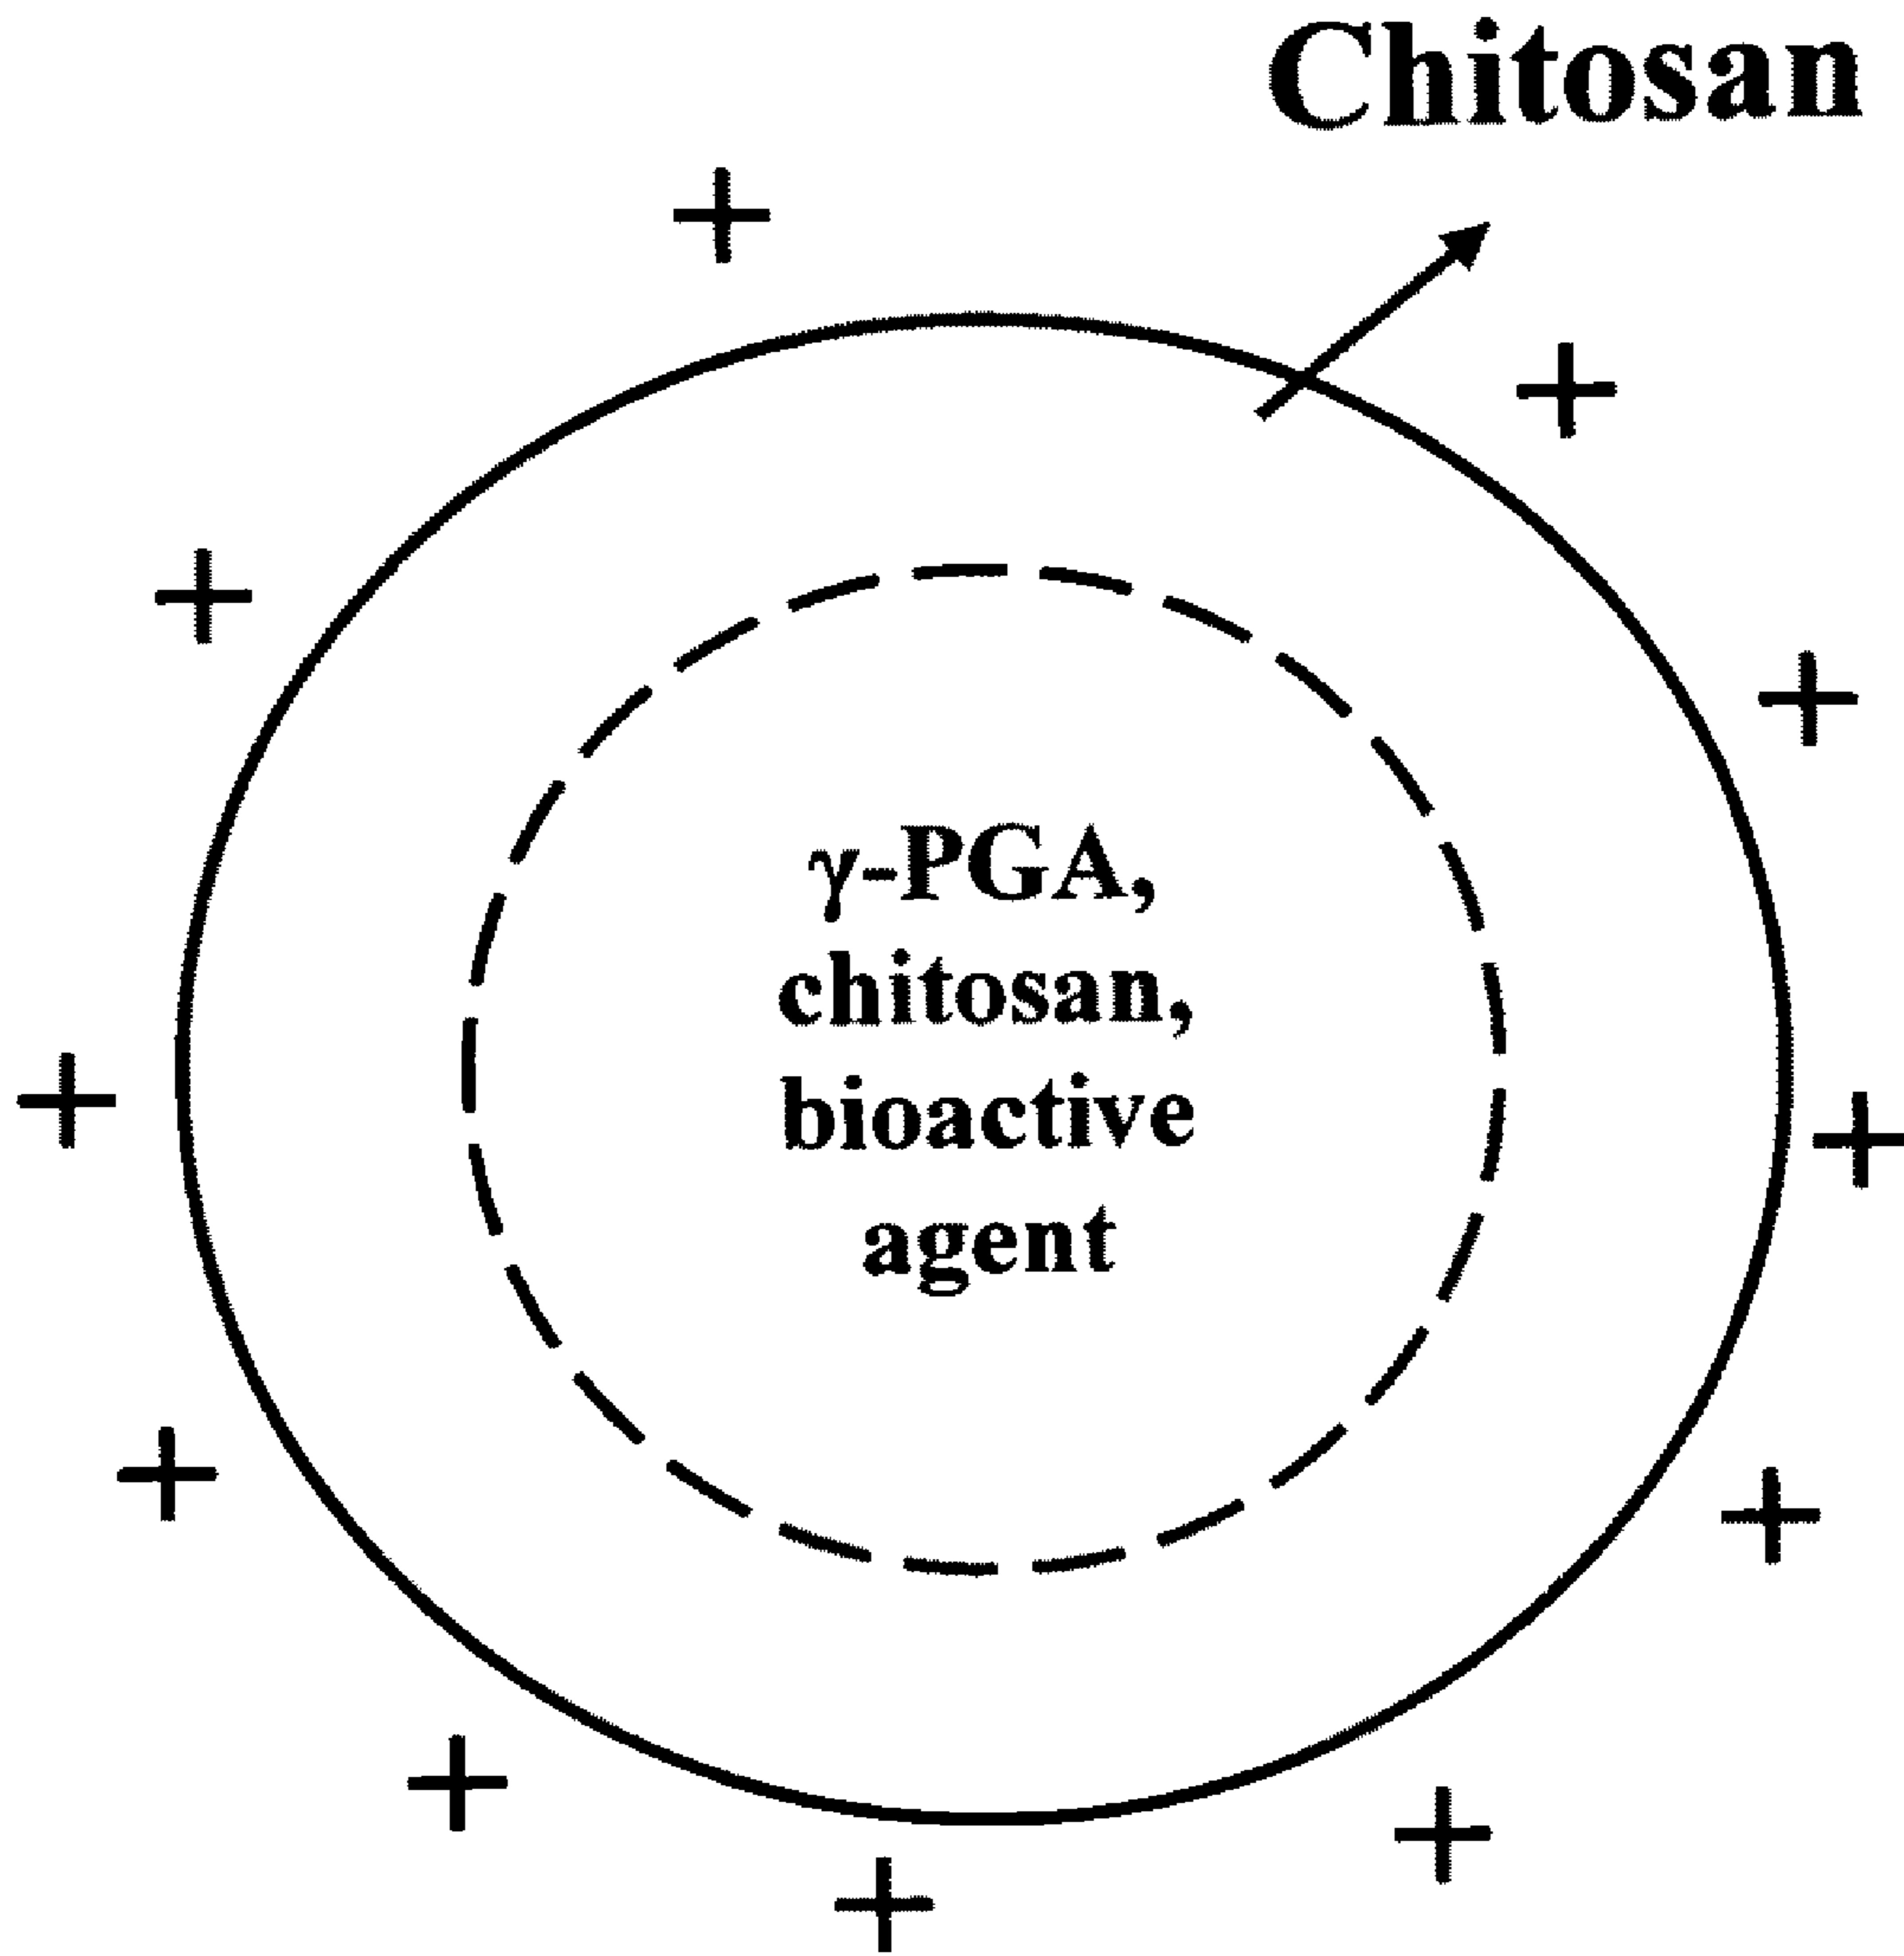 Chitosan
γ-PGA,
chitosan,
bioactive
agent